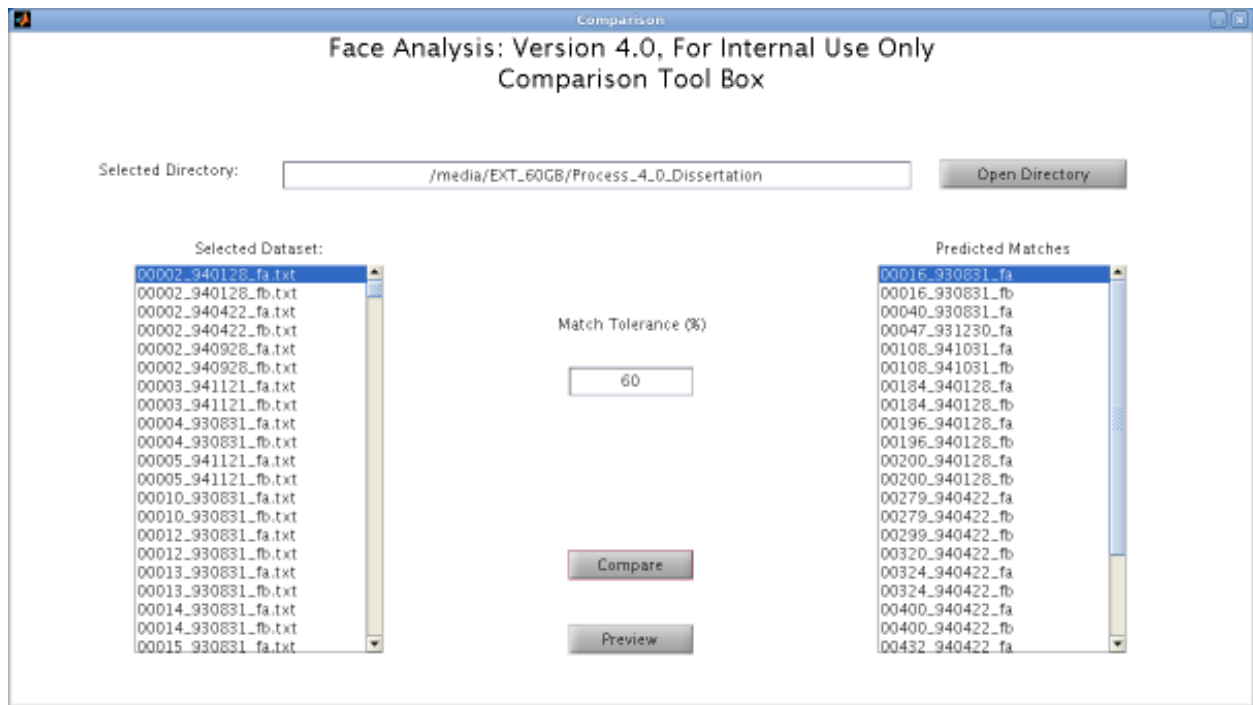 Comparison
Face Analysis: Version 4.0, For Internal Use Only
Comparison Tool Box
Selected Directory:
/media/EXT_60GB/Process_4_0_Dissertation
Open Directory
Selected Dataset:
00002_940128_fa.txt
00002_940128_fb.txt
00002_940422_fa.txt
00002_940422_fb.txt
00002_940928_fa.txt
00002_940928_fb.txt
00003_941121_fa.txt
00003_941121_fb.txt
00004_930831_fa.txt
00004_930831_fb.txt
00005_941121_fa.txt
00005_941121_fb.txt
00010_930831_fa.txt
00010_930831_fb.txt
00012_930831_fa.txt
00012_930831_fb.txt
00013_930831_fa.txt
00013_930831_fb.txt
00014_930831_fa.txt
00014_930831_fb.txt
00015_930831_fa.txt
Match Tolerance (%)
60
Compare
Preview
Predicted Matches
00016_930831_fa
00016_930831_fb
00040_930831_fa
00047_931230_fa
00108_941031_fa
00108_941031_fb
00184_940128_fa
00184_940128_fb
00196_940128_fa
00196_940128_fb
00200_940128_fa
00200_940128_fb
00279_940422_fa
00279_940422_fb
00299_940422_fb
00320_940422_fb
00324_940422_fa
00324_940422_fb
00400_940422_fa
00400_940422_fb
00432_940422_fa